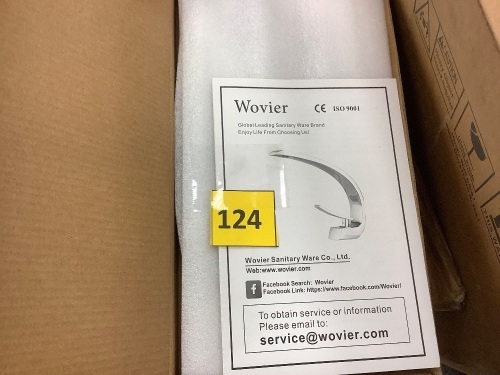 Wovier CE ISO 9001
Global Leading Sanitary Ware Brand
Enjoy Life From Choosing Us!
124
Wovier Sanitary Ware Co., Ltd.
Web:www.wovier.com
f Facebook Search: Wovier
Facebook Link: https://www.facebook.com/Wovier/
To obtain service or information
Please email to:
service@wovier.com